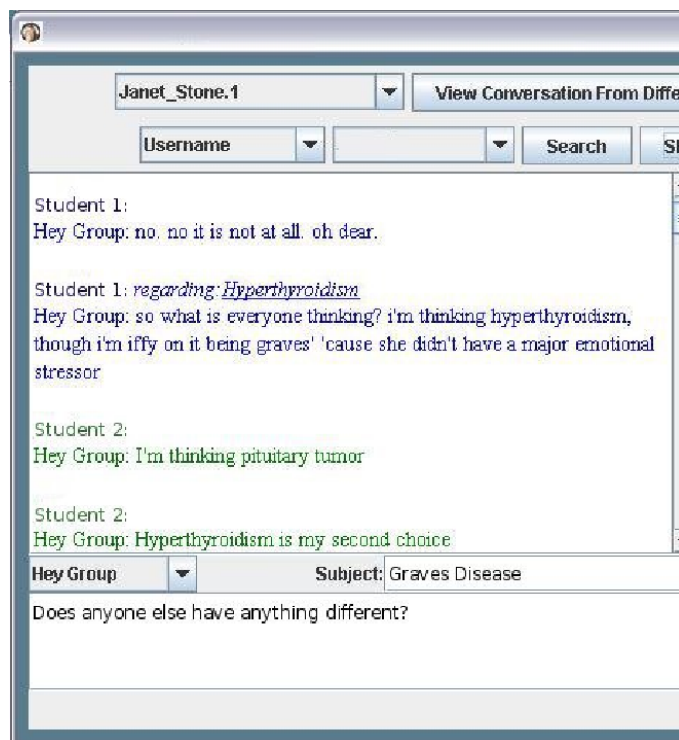 Janet_Stone.1 View Conversation From Diffe
Username Search S
Student 1:
Hey Group: no. no it is not at all. oh dear.
Student 1: regarding: Hyperthyroidism
Hey Group: so what is everyone thinking? i'm thinking hyperthyroidism,
though i'm iffy on it being graves' 'cause she didn't have a major emotional
stressor
Student 2:
Hey Group: I'm thinking pituitary tumor
Student 2:
Hey Group: Hyperthyroidism is my second choice
Hey Group Subject: Graves Disease
Does anyone else have anything different?